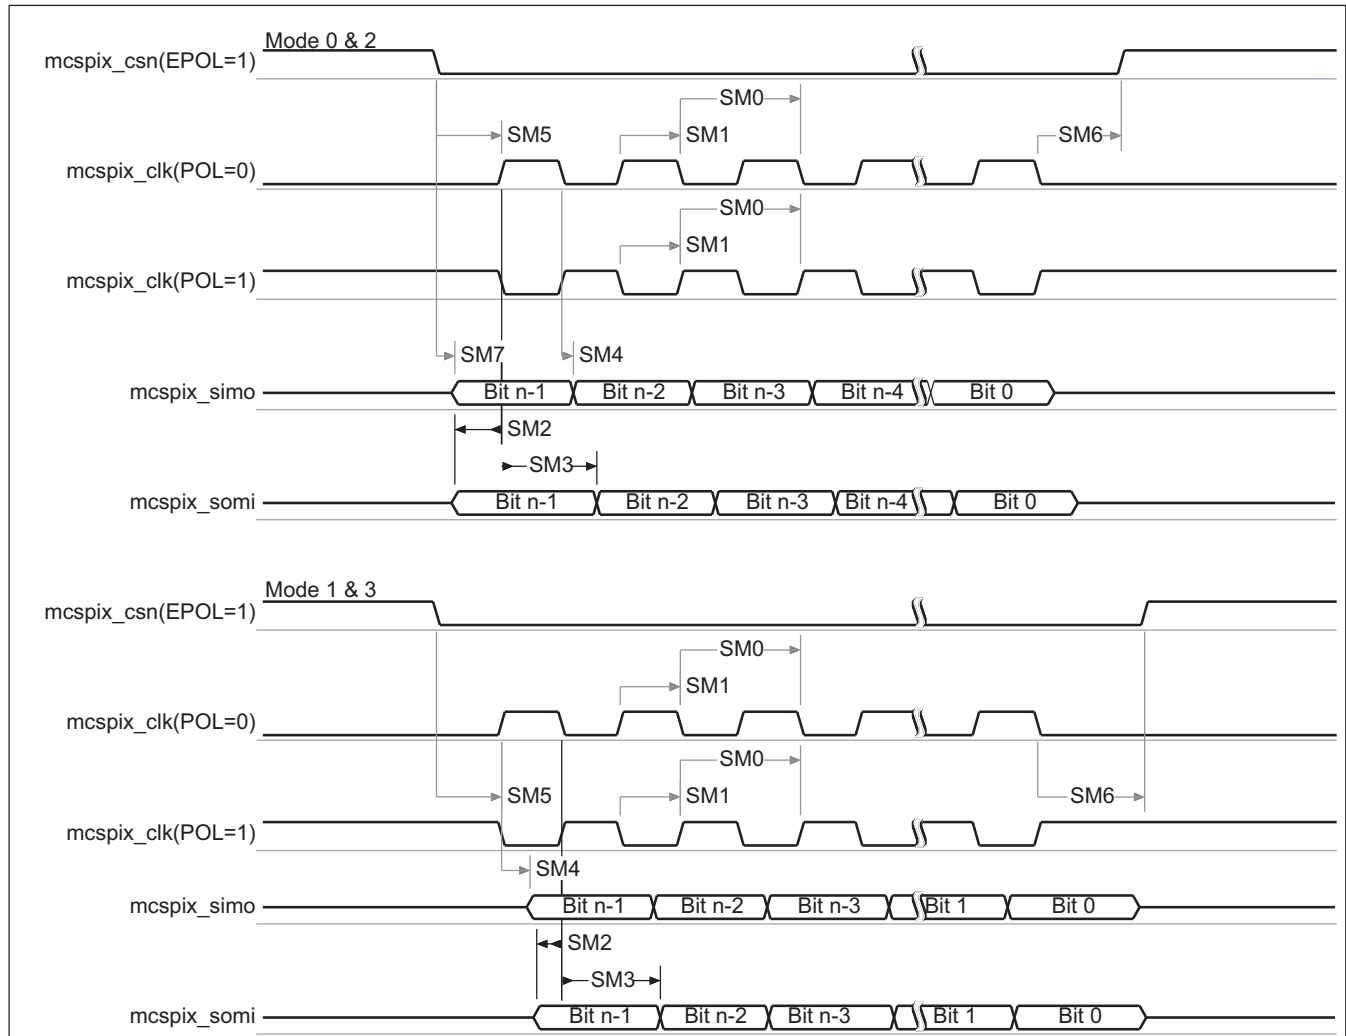 Mode 0 & 2
mcspix_csn(EPOL=1)
SM0
SM5 SM1 SM6
mcspix_clk(POL=0)
SM0
SM1
mcspix_clk(POL=1)
SM7 SM4
mcspix_simo Bit n-1 Bit n-2 Bit n-3 Bit n-4 Bit 0
SM2
SM3
mcspix_somi Bit n-1 Bit n-2 Bit n-3 Bit n-4 Bit 0
Mode 1 & 3
mcspix_csn(EPOL=1)
SM0
SM1
mcspix_clk(POL=0)
SM0
SM5 SM1 SM6
mcspix_clk(POL=1)
SM4
mcspix_simo Bit n-1 Bit n-2 Bit n-3 Bit 1 Bit 0
SM2
SM3
mcspix_somi Bit n-1 Bit n-2 Bit n-3 Bit 1 Bit 0